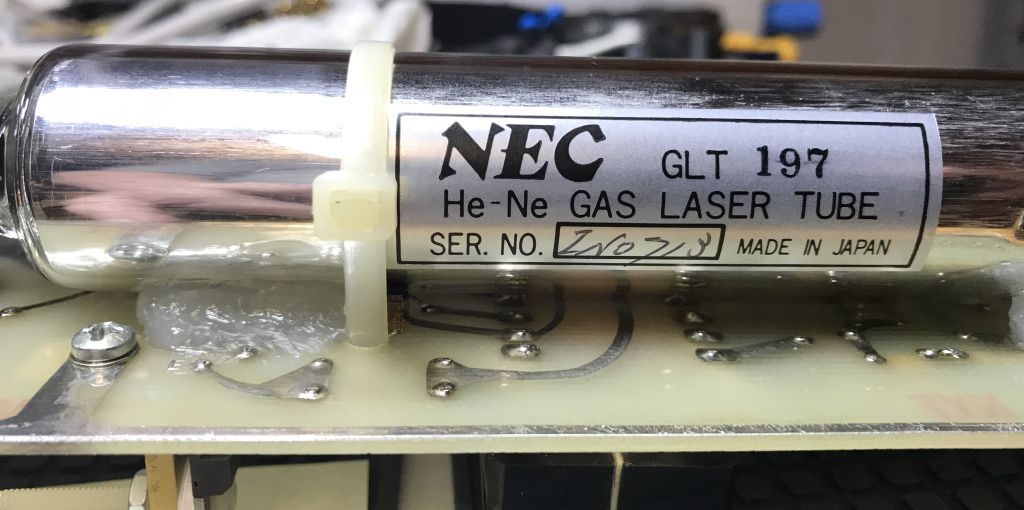 NEC GLT 197
He-Ne GAS LASER TUBE
SER. NO. MADE IN JAPAN